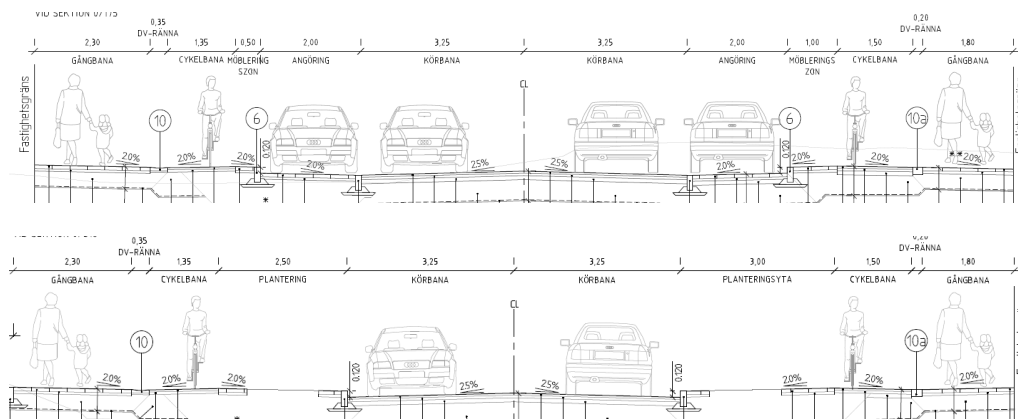 VID SEKTION 0/175
0,35
DV-RÄNNA
0,20
DV-RÄNNA
2,30 1,35 0,50 2,00 3,25 3,25 2,00 1,00 1,50 1,80
GÅNGBANA CYKELBANA MÖBLERING ANGÖRING KÖRBANA KÖRBANA ANGÖRING MÖBLERINGS CYKELBANA GÅNGBANA
SZON ZON
Fastighetsgräns
CL
10 6 6 10a
0,120 0,120
20% 20% 20% 20% 25% 25% 20% 20% 20% ** 20%
*
0,35
DV-RÄNNA
DV-RÄNNA
2,30 1,35 2,50 3,25 3,25 3,00 1,50 1,80
GÅNGBANA CYKELBANA PLANTERING KÖRBANA KÖRBANA PLANTERINGSYTA CYKELBANA GÅNGBANA
CL
10 10a
0,120 0,120
20% 20% 20% 25% 25% 20% 20% 20%